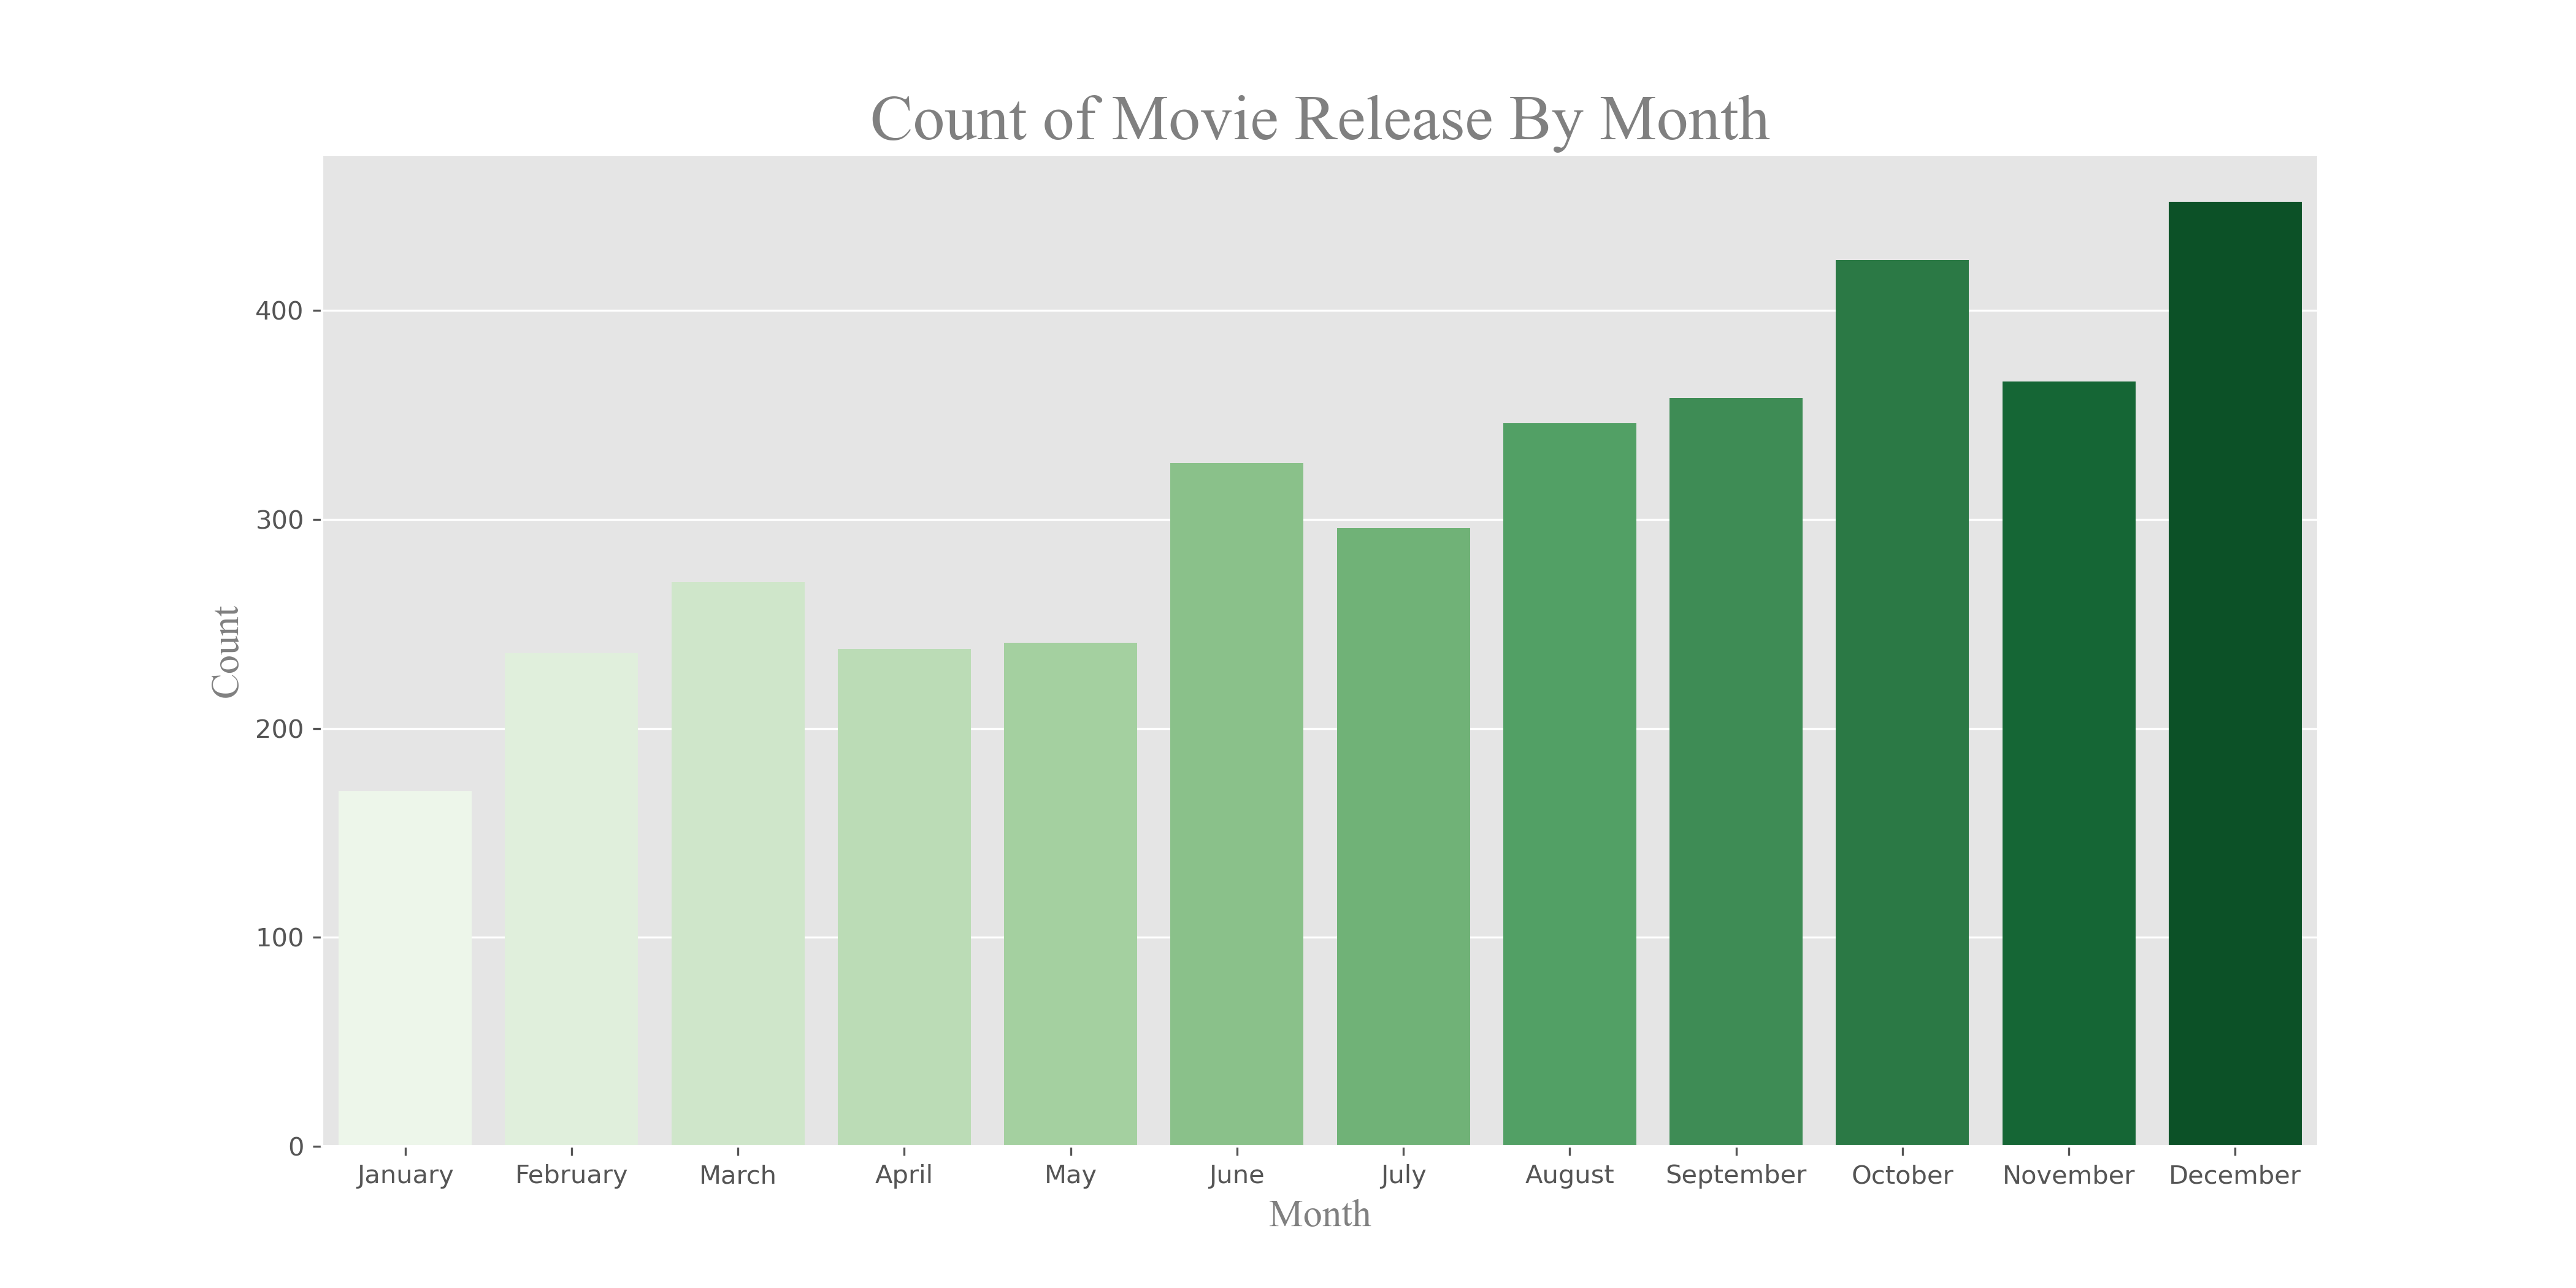 Count of Movie Release By Month
Count
400
300
200
100
0
January February March April May June July August September October November December
Month